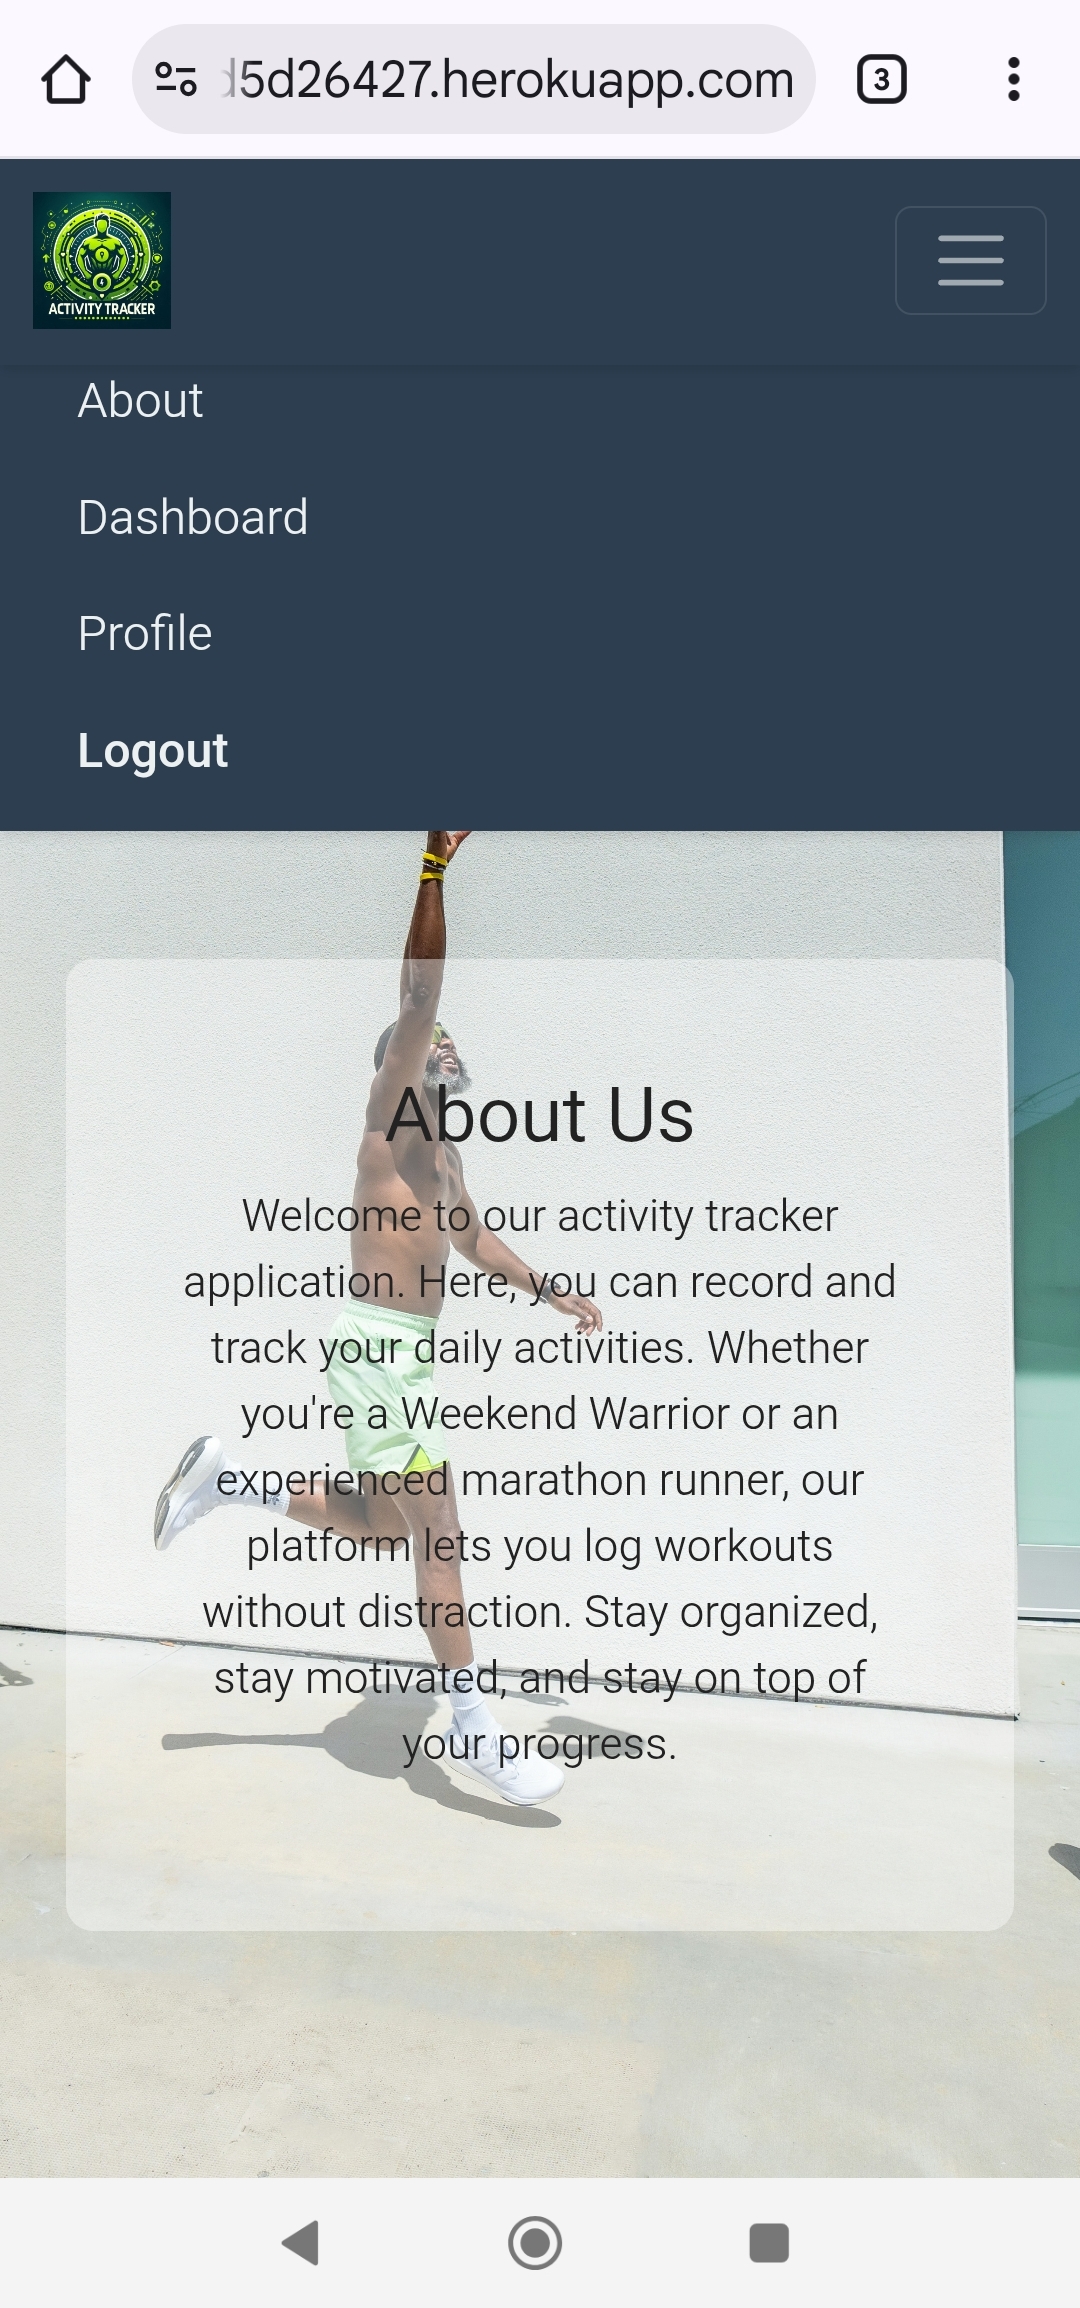 d5d26427.herokuapp.com
3
ACTIVITY TRACKER
About
Dashboard
Profile
Logout
About Us
Welcome to our activity tracker
application. Here, you can record and
track your daily activities. Whether
you're a Weekend Warrior or an
experienced marathon runner, our
platform lets you log workouts
without distraction. Stay organized,
stay motivated, and stay on top of
your progress.